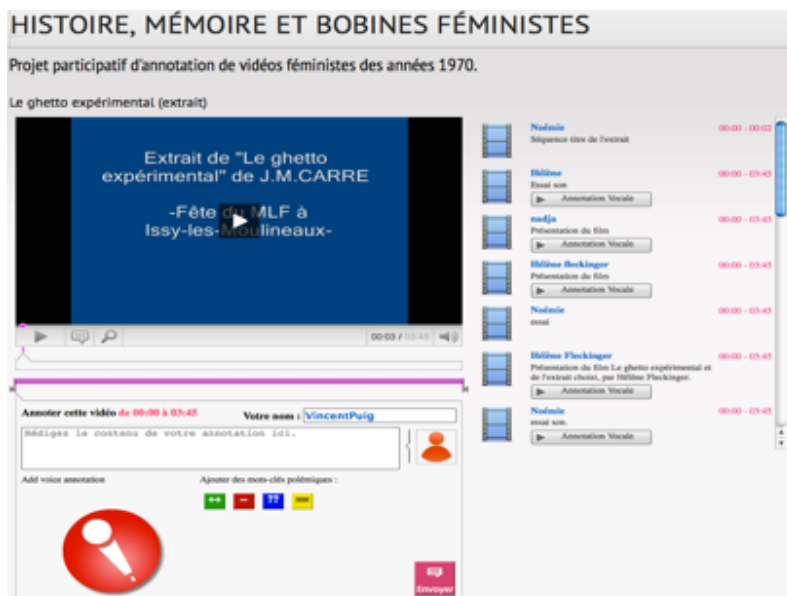 HISTOIRE, MÉMOIRE ET BOBINES FÉMINISTES
Projet participatif d'annotation de vidéos féministes des années 1970.
Le ghetto expérimental (extrait)
Extrait de "Le ghetto
expérimental" de J.M.CARRE
-Fête du MLF à
Issy-les-Moulineaux-
00:03 / 03:45
Annoter cette vidéo de 00:00 à 03:45
Votre nom : VincentPuig
Rédigez le contenu de votre annotation ici.
Add voice annotation
Ajouter des mots-clés polémiques :
++ -- ?? ==
Envoyer
Noémie 00:00 - 00:02
Séquence titre de l'extrait
Hélène 00:00 - 03:45
Essai son
Annotation Vocale
nadja 00:00 - 03:45
Présentation du film
Annotation Vocale
Hélène fleckinger 00:00 - 03:45
Présentation du film
Annotation Vocale
Noémie 00:00 - 03:45
essai
Hélène Fleckinger 00:00 - 03:45
Présentation du film Le ghetto expérimental et
de l'extrait choisi, par Hélène Fleckinger.
Annotation Vocale
Noémie 00:00 - 03:45
essai son.
Annotation Vocale